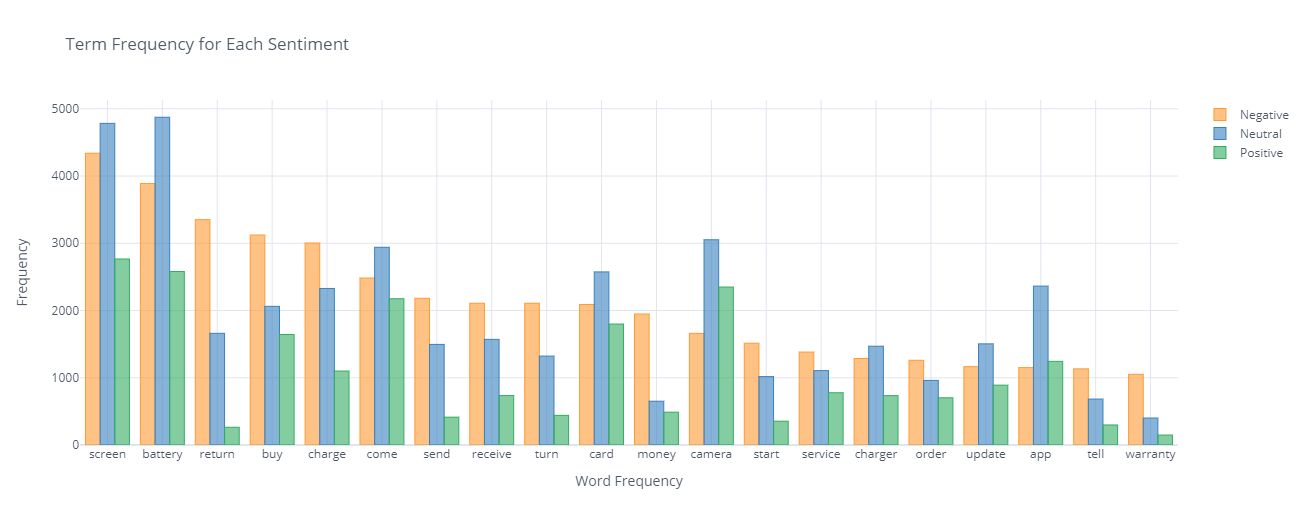 Term Frequency for Each Sentiment
5000
4000
3000
2000
1000
0
Frequency
screen battery return buy charge come send receive turn card money camera start service charger order update app tell warranty
Word Frequency
Negative
Neutral
Positive